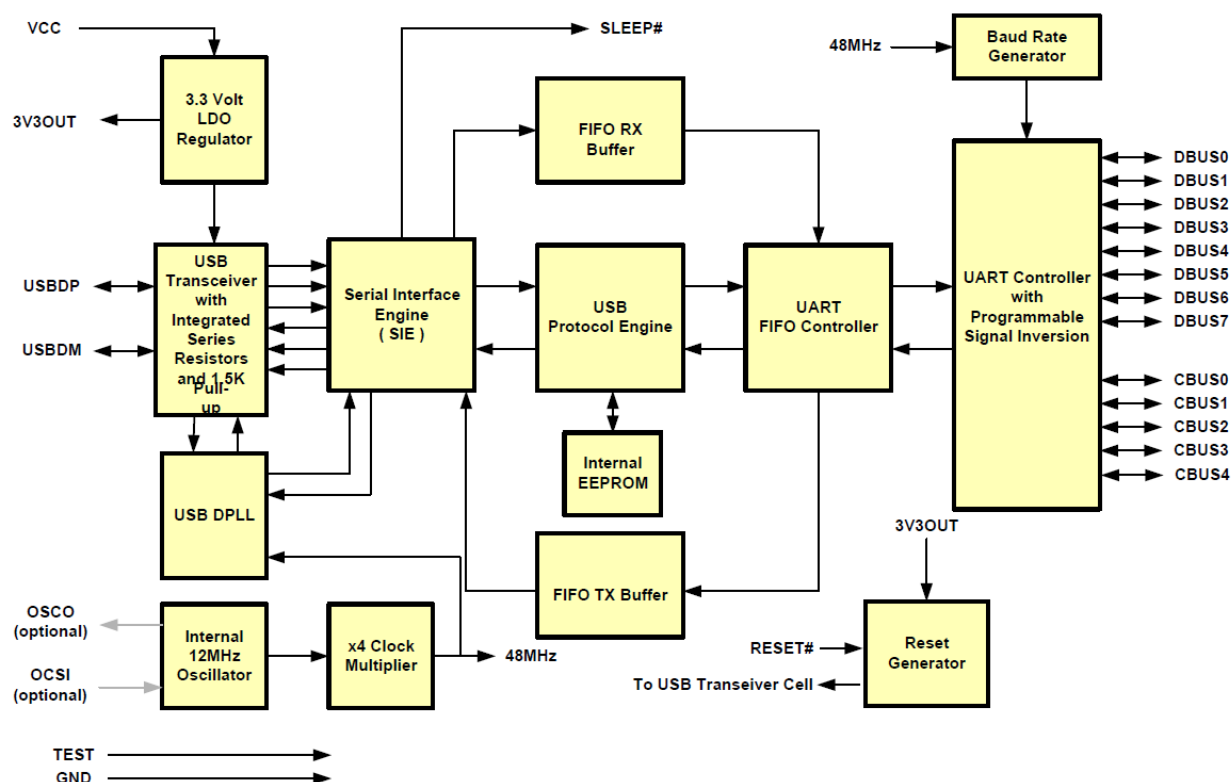 VCC
SLEEP#
48MHz
Baud Rate
Generator
3.3 Volt
LDO
Regulator
3V3OUT
FIFO RX
Buffer
DBUS0
DBUS1
DBUS2
DBUS3
DBUS4
DBUS5
DBUS6
DBUS7
CBUS0
CBUS1
CBUS2
CBUS3
CBUS4
USBDP
USBDM
USB
Transceiver
with
Integrated
Series
Resistors
and 1.5K
Pull-
up
Serial Interface
Engine
( SIE )
USB
Protocol Engine
UART
FIFO Controller
UART Controller
with
Programmable
Signal Inversion
Internal
EEPROM
USB DPLL
FIFO TX Buffer
3V3OUT
OSCO
(optional)
OCSI
(optional)
Internal
12MHz
Oscillator
x4 Clock
Multiplier
48MHz
RESET#
Reset
Generator
To USB Transeiver Cell
TEST
GND